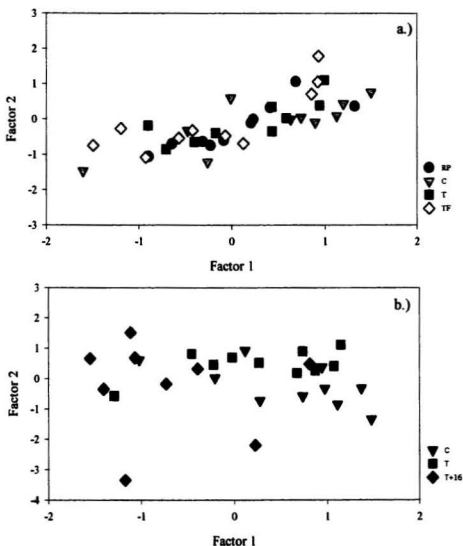 a.)
3
2
1
0
-1
-2
-3
Factor 2
-2 -1 0 1 2
Factor 1
RP
C
T
TF
b.)
3
2
1
0
-1
-2
-3
-4
Factor 2
-2 -1 0 1 2
Factor 1
C
T
T+16